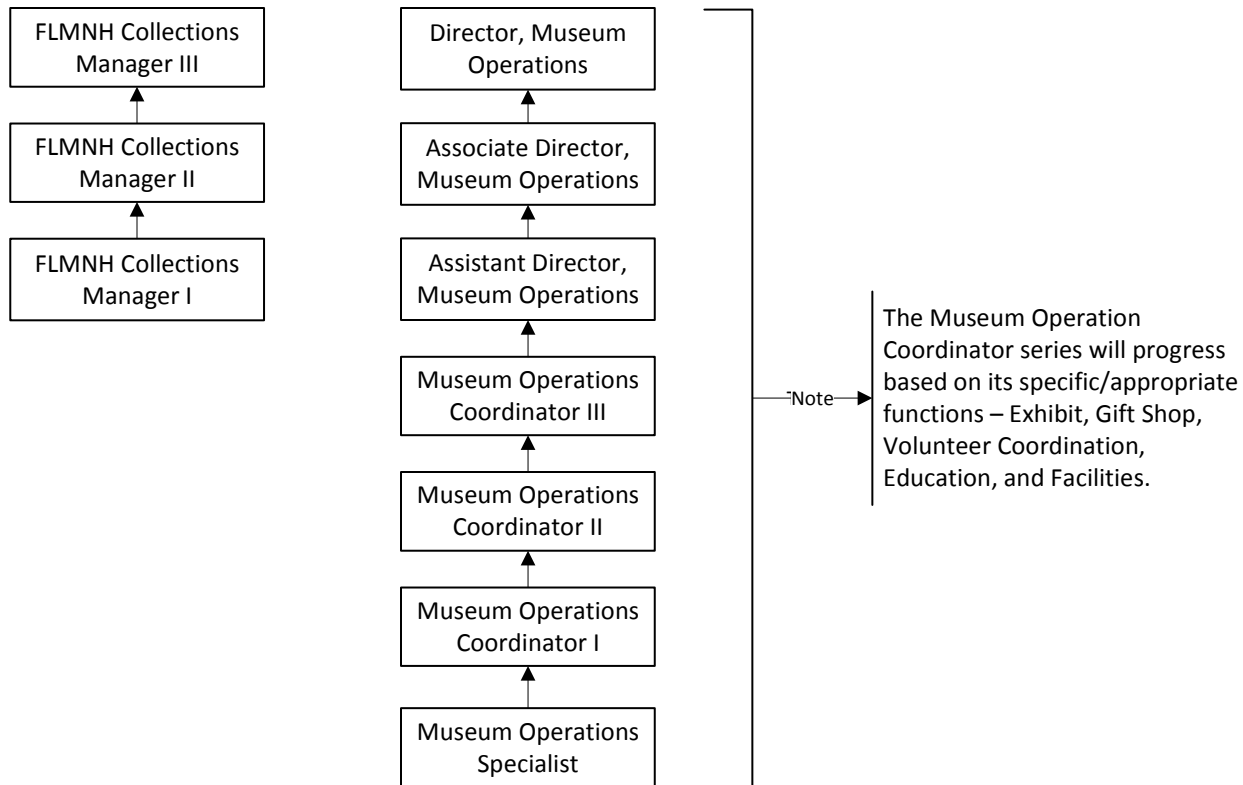 FLMNH Collections
Manager III
FLMNH Collections
Manager II
FLMNH Collections
Manager I
Director, Museum
Operations
Associate Director,
Museum Operations
Assistant Director,
Museum Operations
Museum Operations
Coordinator III
Museum Operations
Coordinator II
Museum Operations
Coordinator I
Museum Operations
Specialist
Note
The Museum Operation
Coordinator series will progress
based on its specific/appropriate
functions – Exhibit, Gift Shop,
Volunteer Coordination,
Education, and Facilities.